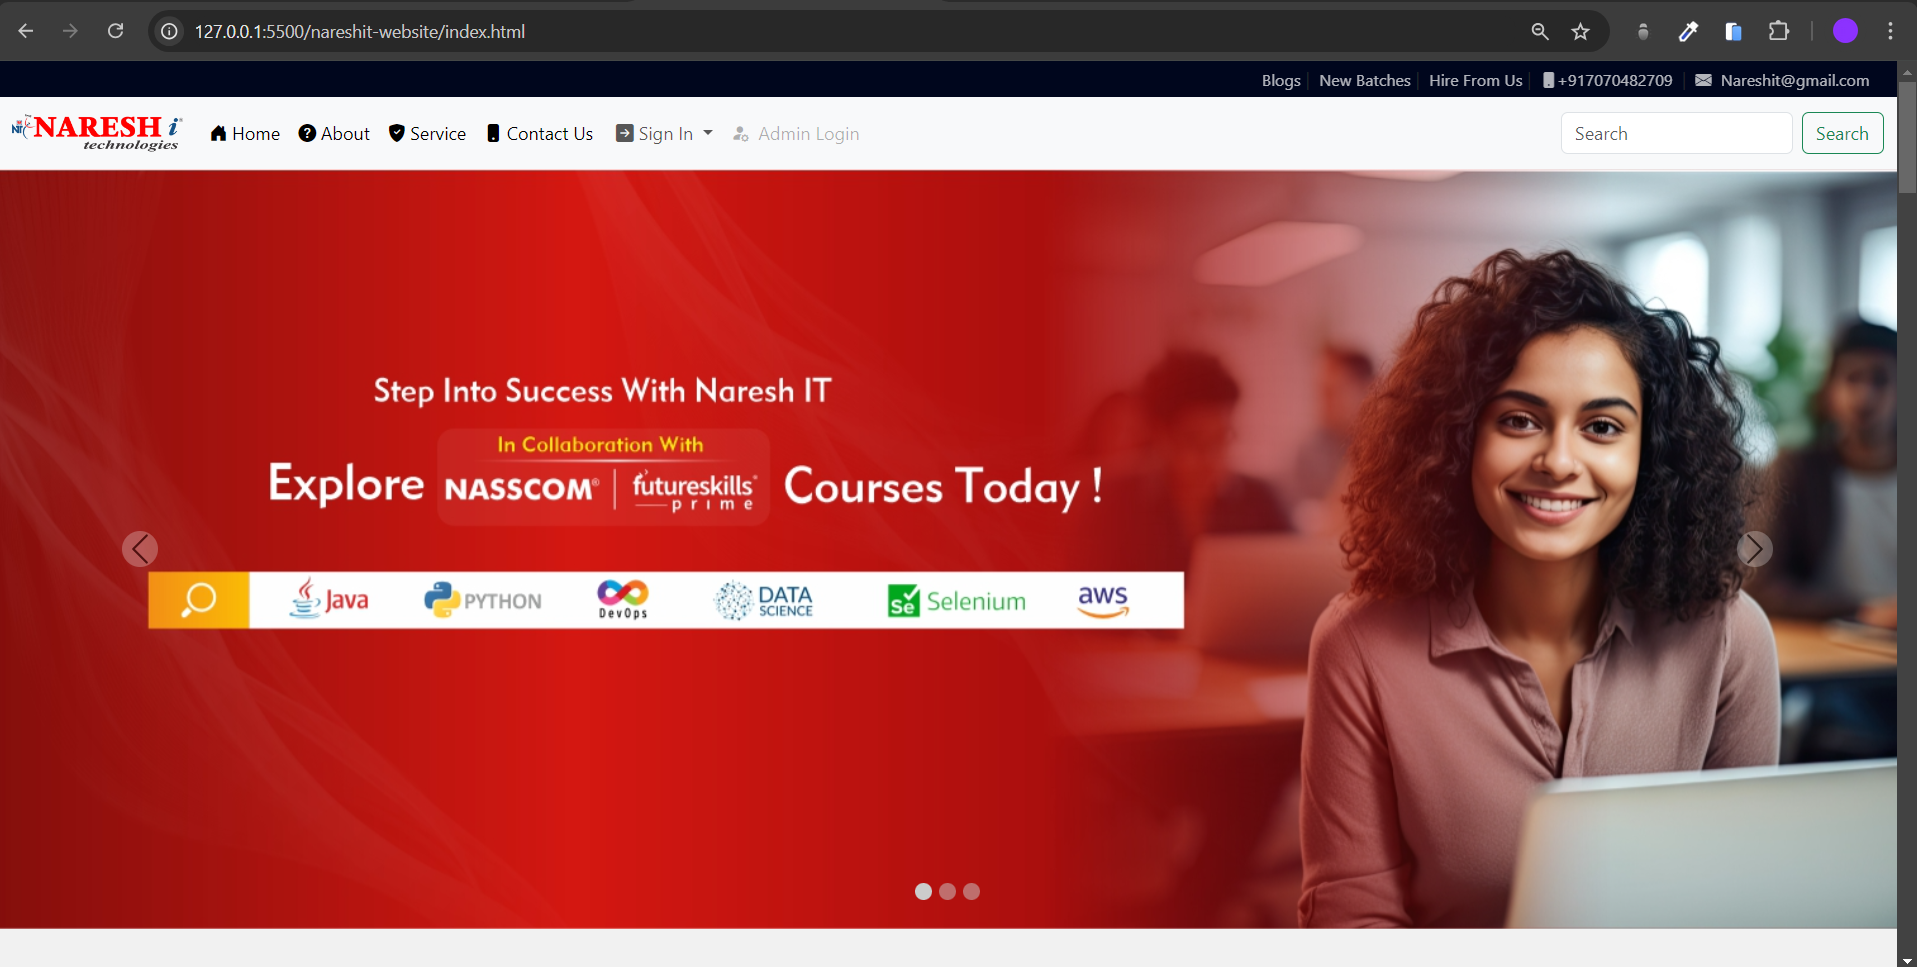 127.0.0.1:5500/nareshit-website/index.html
Blogs New Batches Hire From Us +917070482709 Nareshit@gmail.com
NIT NARESH i® technologies Home About Service Contact Us Sign In Admin Login Search Search
Step Into Success With Naresh IT
In Collaboration With
Explore NASSCOM® futureskills prime Courses Today !
Java PYTHON DevOps DATA SCIENCE Se Selenium aws